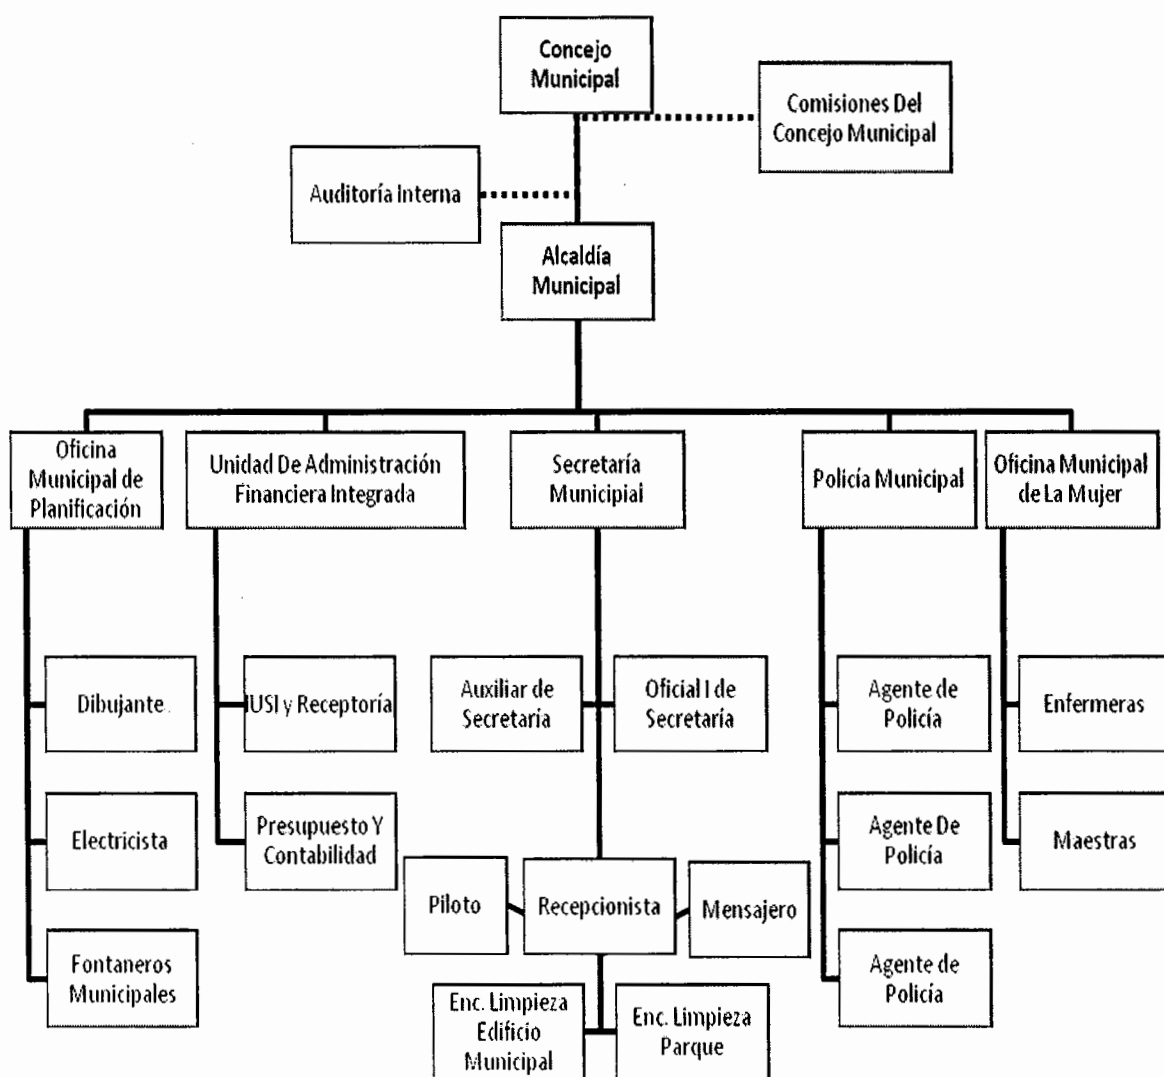 Concejo
Municipal
Comisiones Del
Concejo Municipal
Auditoría Interna
Alcaldía
Municipal
Oficina
Municipal de
Planificación
Unidad De Administración
Financiera Integrada
Secretaría
Municipial
Policía Municipal
Oficina Municipal
de La Mujer
Dibujante
IUSI y Receptoría
Auxiliar de
Secretaria
Oficial I de
Secretaría
Agente de
Policía
Enfermeras
Electricista
Presupuesto Y
Contabilidad
Agente De
Policía
Maestras
Piloto
Recepcionista
Mensajero
Fontaneros
Municipales
Agente de
Policía
Enc. Limpieza
Edificio
Municipal
Enc. Limpieza
Parque